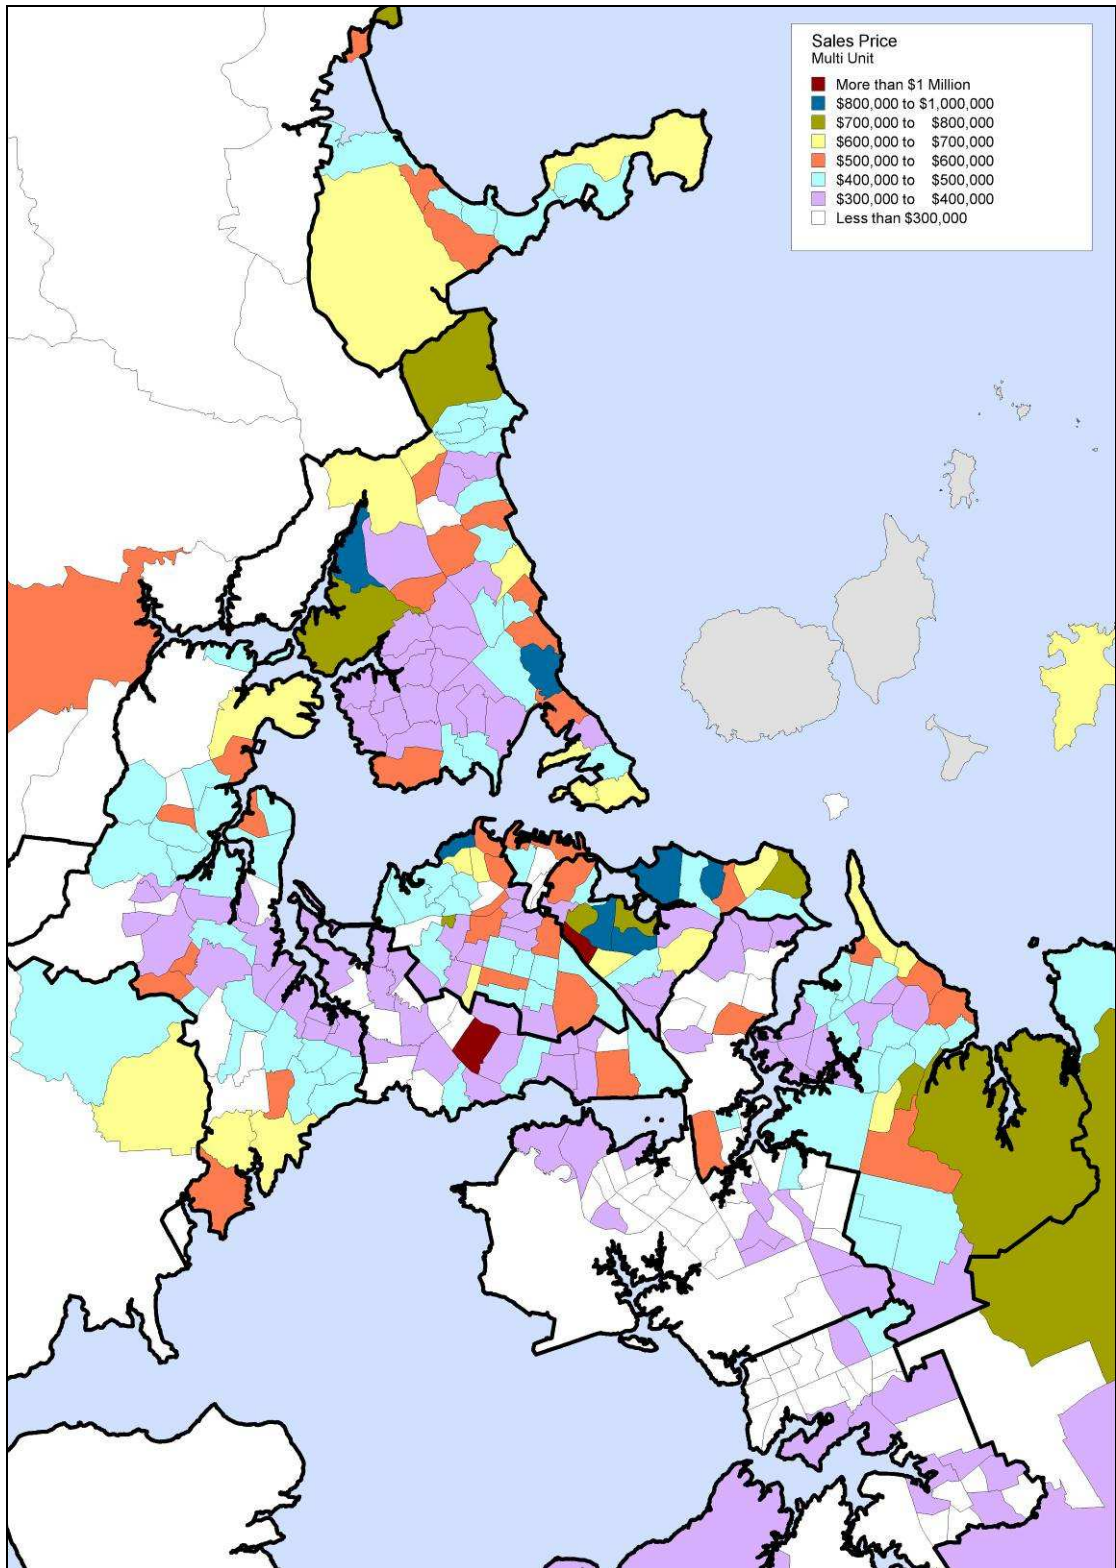 Sales Price
Multi Unit
More than $1 Million
$800,000 to $1,000,000
$700,000 to $800,000
$600,000 to $700,000
$500,000 to $600,000
$400,000 to $500,000
$300,000 to $400,000
Less than $300,000